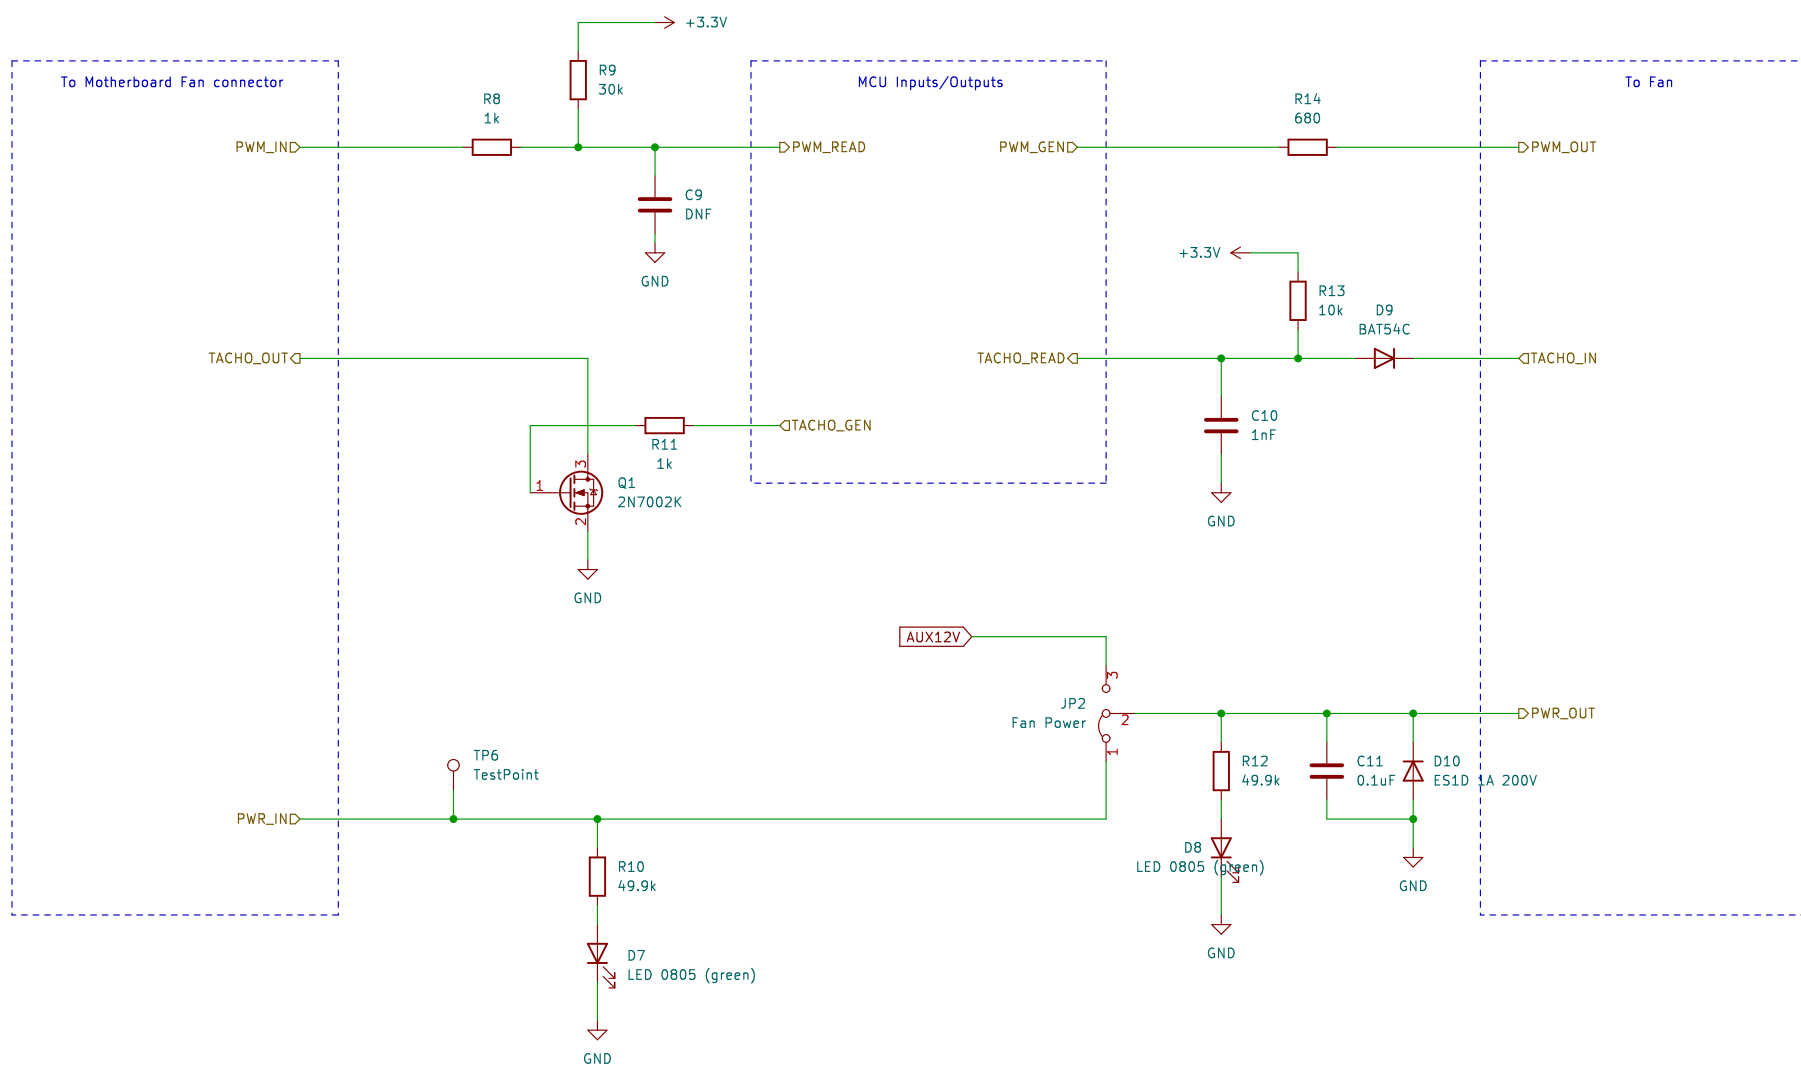 +3.3V
To Motherboard Fan connector
MCU Inputs/Outputs
To Fan
R9
30k
R8
1k
R14
680
PWM_IN
PWM_READ
PWM_GEN
PWM_OUT
C9
DNF
GND
+3.3V
R13
10k
D9
BAT54C
TACHO_OUT
TACHO_READ
TACHO_IN
C10
1nF
TACHO_GEN
R11
1k
3
1
Q1
2N7002K
2
GND
GND
AUX12V
3
JP2
Fan Power
2
1
PWR_OUT
TP6
TestPoint
R12
49.9k
C11
0.1uF
D10
ES1D 1A 200V
PWR_IN
D8
LED 0805 (green)
R10
49.9k
GND
GND
D7
LED 0805 (green)
GND